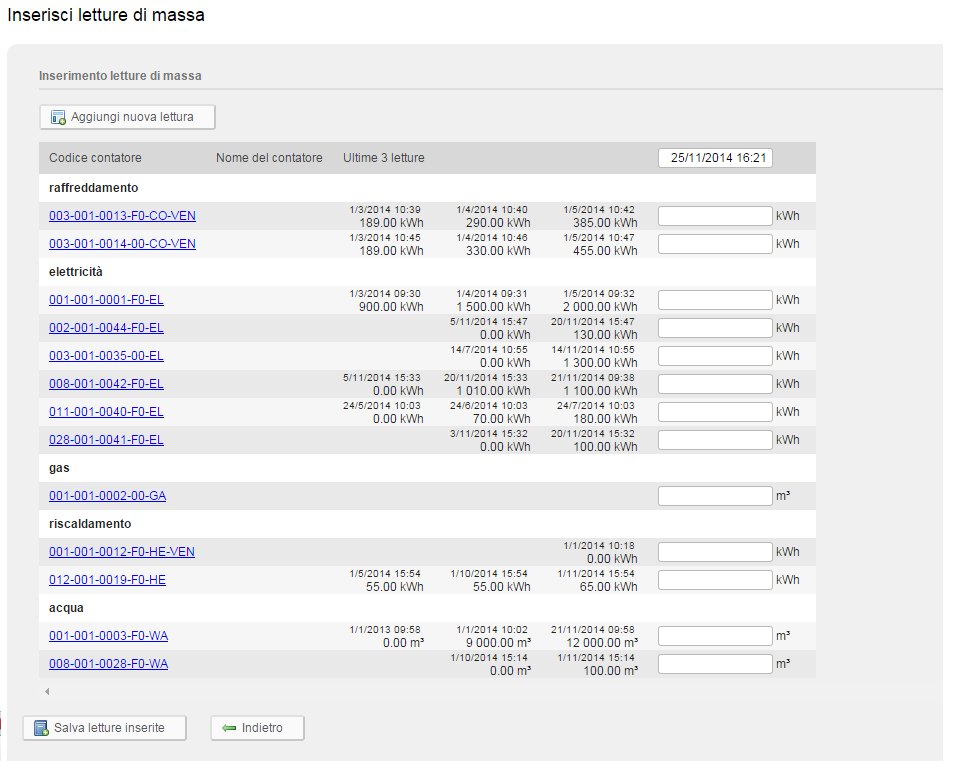 Inserisci letture di massa
Inserimento letture di massa
Aggiungi nuova lettura
Codice contatore Nome del contatore Ultime 3 letture 25/11/2014 16:21
raffreddamento
003-001-0013-F0-CO-VEN 1/3/2014 10:39 189.00 kWh 1/4/2014 10:40 290.00 kWh 1/5/2014 10:42 385.00 kWh kWh
003-001-0014-00-CO-VEN 1/3/2014 10:45 189.00 kWh 1/4/2014 10:46 330.00 kWh 1/5/2014 10:47 455.00 kWh kWh
elettricità
001-001-0001-F0-EL 1/3/2014 09:30 900.00 kWh 1/4/2014 09:31 1 500.00 kWh 1/5/2014 09:32 2 000.00 kWh kWh
002-001-0044-F0-EL 5/11/2014 15:47 0.00 kWh 20/11/2014 15:47 130.00 kWh kWh
003-001-0035-00-EL 14/7/2014 10:55 0.00 kWh 14/11/2014 10:55 1 300.00 kWh kWh
008-001-0042-F0-EL 5/11/2014 15:33 0.00 kWh 20/11/2014 15:33 1 010.00 kWh 21/11/2014 09:38 1 100.00 kWh kWh
011-001-0040-F0-EL 24/5/2014 10:03 0.00 kWh 24/6/2014 10:03 70.00 kWh 24/7/2014 10:03 180.00 kWh kWh
028-001-0041-F0-EL 3/11/2014 15:32 0.00 kWh 20/11/2014 15:32 100.00 kWh kWh
gas
001-001-0002-00-GA m³
riscaldamento
001-001-0012-F0-HE-VEN 1/1/2014 10:18 0.00 kWh kWh
012-001-0019-F0-HE 1/5/2014 15:54 55.00 kWh 1/10/2014 15:54 55.00 kWh 1/11/2014 15:54 65.00 kWh kWh
acqua
001-001-0003-F0-WA 1/1/2013 09:58 0.00 m³ 1/1/2014 10:02 9 000.00 m³ 21/11/2014 09:58 12 000.00 m³ m³
008-001-0028-F0-WA 1/10/2014 15:14 0.00 m³ 1/11/2014 15:14 100.00 m³ m³
Salva letture inserite Indietro